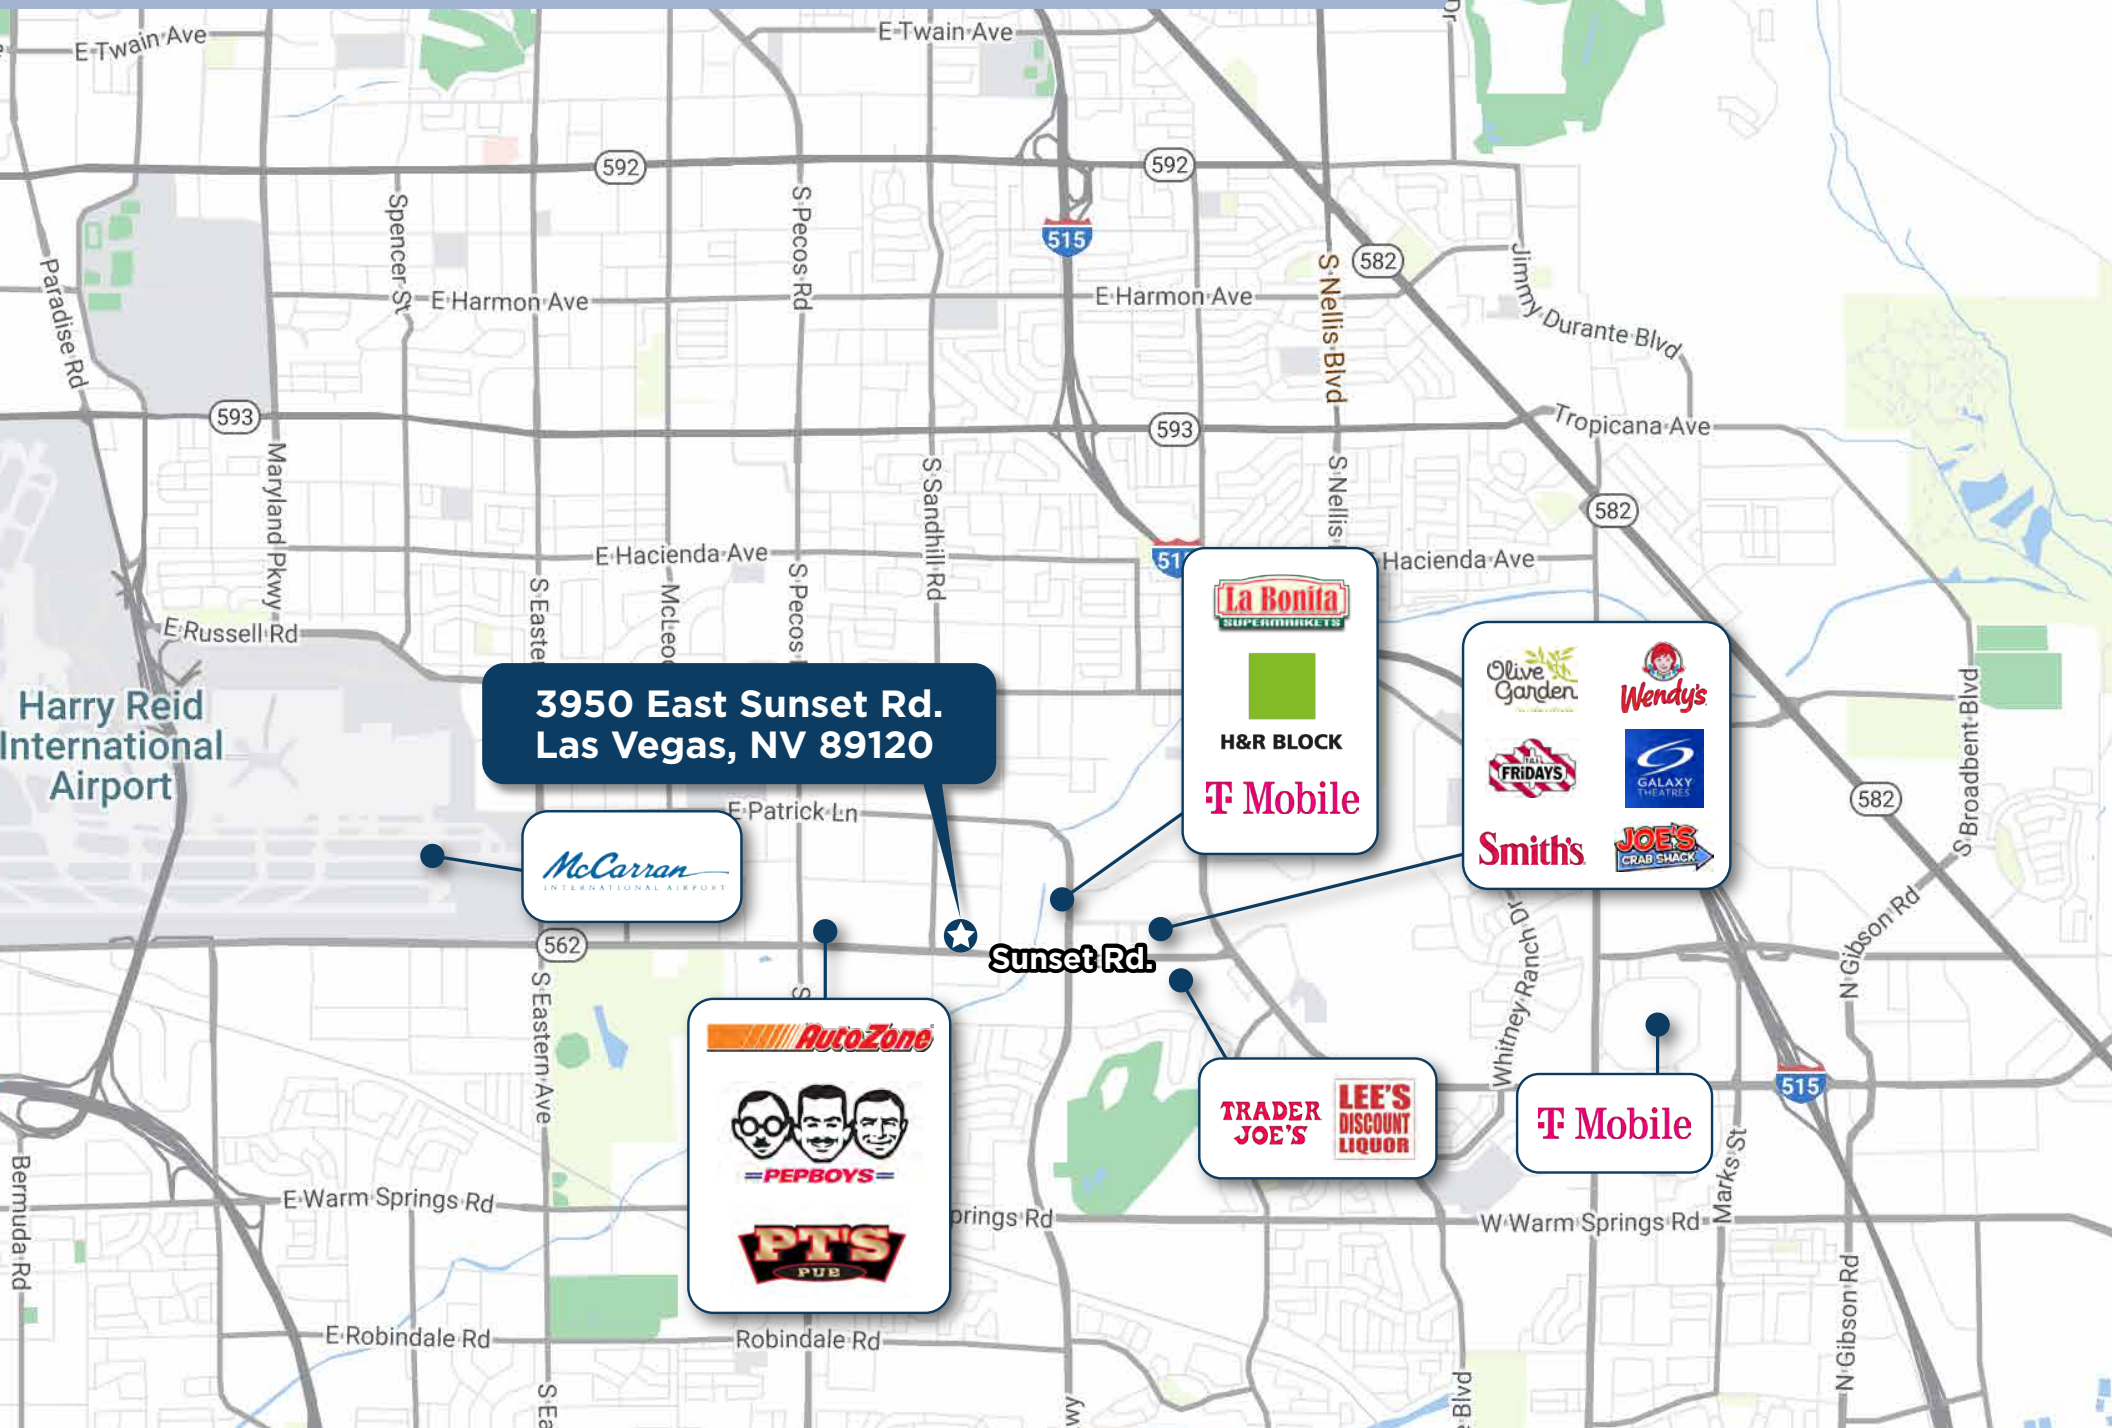 E Twain Ave
E Twain Ave
592
592
Spencer St
S Pecos Rd
515
S Nellis Blvd
582
Jimmy Durante Blvd
Paradise Rd
E Harmon Ave
E Harmon Ave
593
593
Tropicana Ave
Maryland Pkwy
S Sandhill Rd
S Nellis
582
E Hacienda Ave
Hacienda Ave
S Pecos
E Russell Rd
La Bonita
SUPERMARKETS
H&R BLOCK
T Mobile
Olive Garden
Wendy's
FRiDAYS
GALAXY
THEATRES
Smith's
JOE'S
CRAB SHACK
Harry Reid
International
Airport
3950 East Sunset Rd.
Las Vegas, NV 89120
S Broadbent Blvd
582
E Patrick Ln
McCarran
INTERNATIONAL AIRPORT
562
Sunset Rd.
N Gibson Rd
Whitney Ranch Dr
S Eastern Ave
AutoZone
PEPBOYS
PT'S
PUB
TRADER
JOE'S
LEE'S
DISCOUNT
LIQUOR
T Mobile
515
Marks St
Bermuda Rd
E Warm Springs Rd
prings Rd
W Warm Springs Rd
N Gibson Rd
E Robindale Rd
Robindale Rd
Blvd